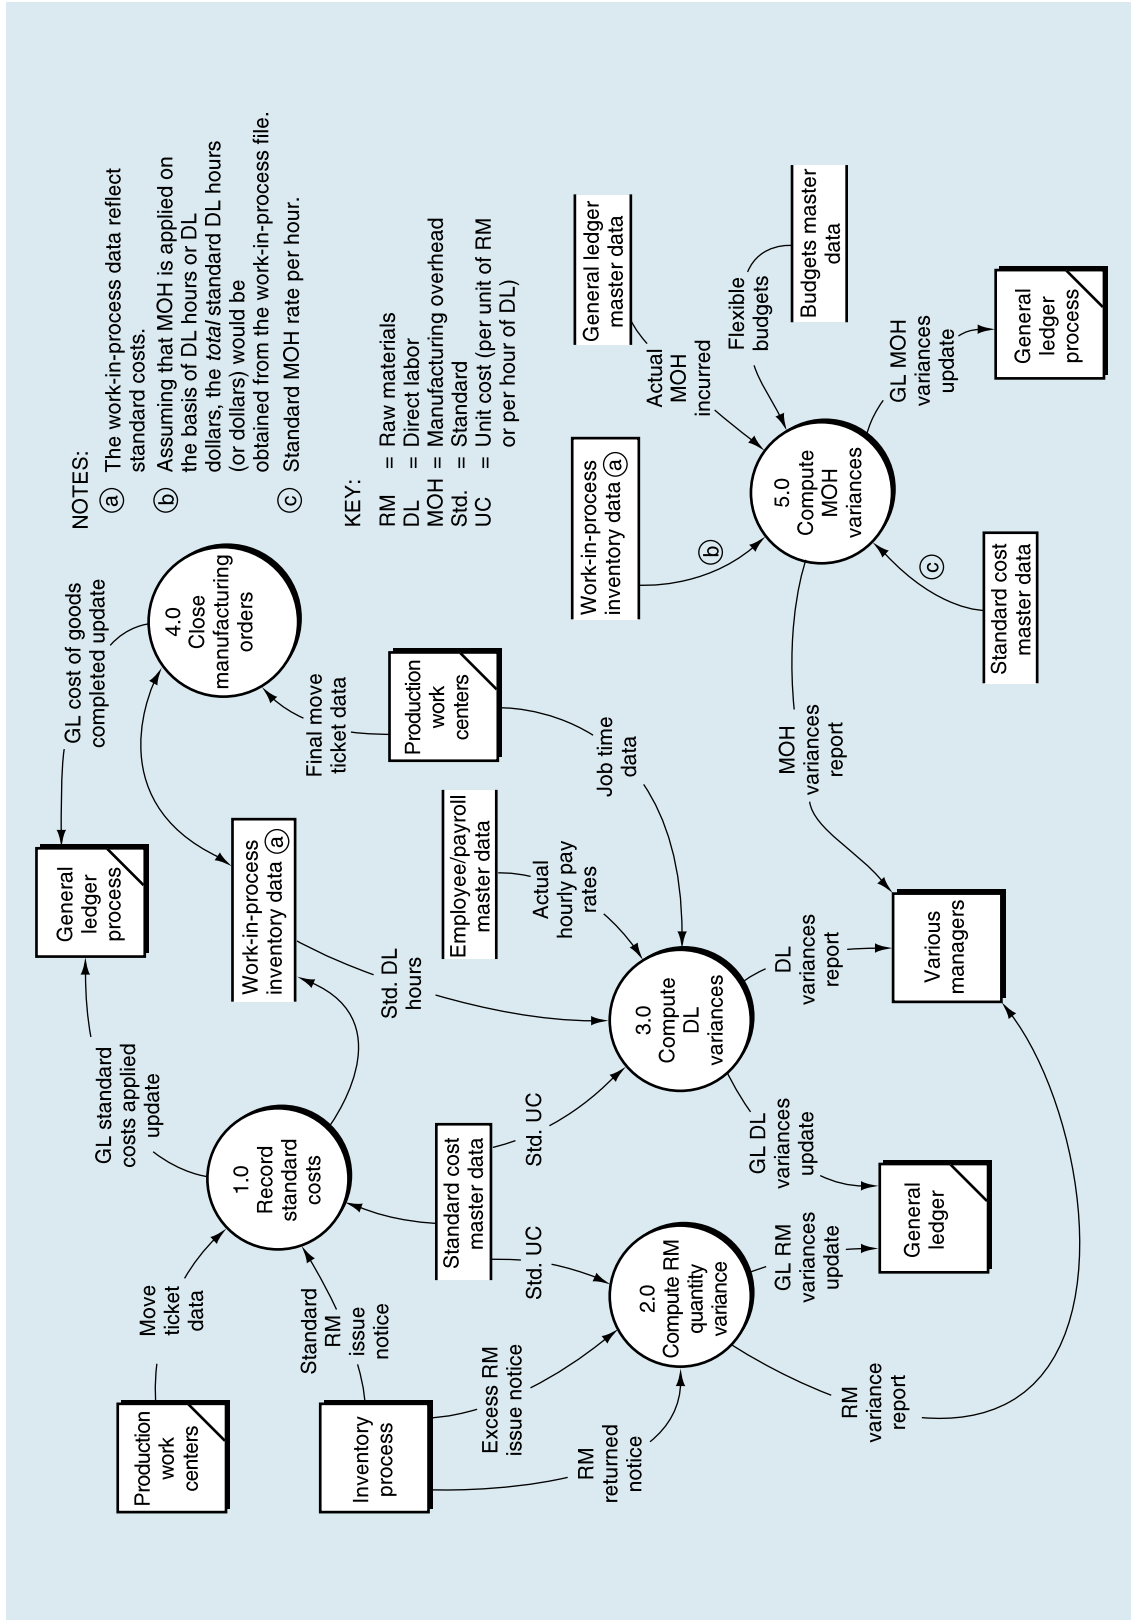 Production
work
centers
Move
ticket
data
GL standard
costs applied
update
General
ledger
process
GL cost of goods
completed update
NOTES:
ⓐ The work-in-process data reflect
standard costs.
ⓑ Assuming that MOH is applied on
the basis of DL hours or DL
dollars, the total standard DL hours
(or dollars) would be
obtained from the work-in-process file.
ⓒ Standard MOH rate per hour.
KEY:
RM = Raw materials
DL = Direct labor
MOH = Manufacturing overhead
Std. = Standard
UC = Unit cost (per unit of RM
or per hour of DL)
1.0
Record
standard
costs
4.0
Close
manufacturing
orders
Inventory
process
Standard
RM
issue
notice
Work-in-process
inventory data ⓐ
Final move
ticket data
Std. DL
hours
Standard cost
master data
Employee/payroll
master data
Production
work
centers
Excess RM
issue notice
Std. UC
Std. UC
Actual
hourly pay
rates
Job time
data
RM
returned
notice
2.0
Compute RM
quantity
variance
3.0
Compute
DL
variances
Work-in-process
inventory data ⓐ
General ledger
master data
Actual
MOH
incurred
Flexible
budgets
Budgets master
data
ⓑ
5.0
Compute
MOH
variances
GL RM
variances
update
GL DL
variances
update
DL
variances
report
MOH
variances
report
RM
variance
report
General
ledger
Various
managers
ⓒ
Standard cost
master data
GL MOH
variances
update
General
ledger
process